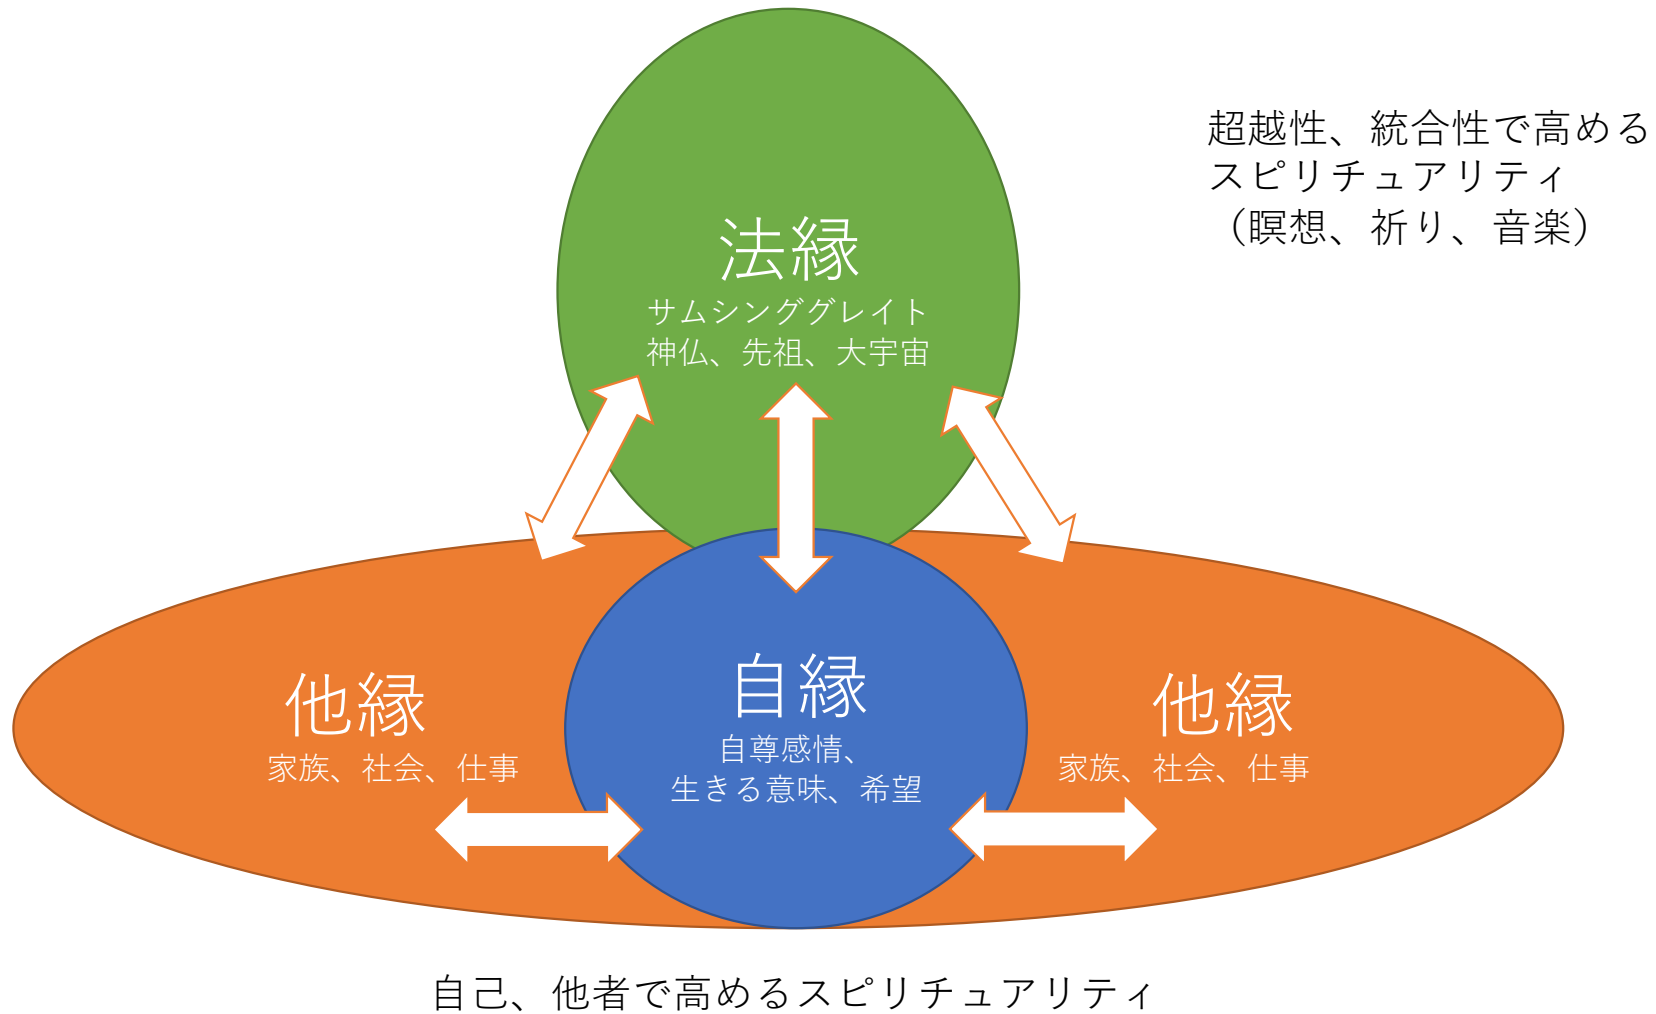 超越性、統合性で高める
スピリチュアリティ
（瞑想、祈り、音楽）
法縁
サムシンググレイト
神仏、先祖、大宇宙
他縁
家族、社会、仕事
自縁
自尊感情、
生きる意味、希望
他縁
家族、社会、仕事
自己、他者で高めるスピリチュアリティ